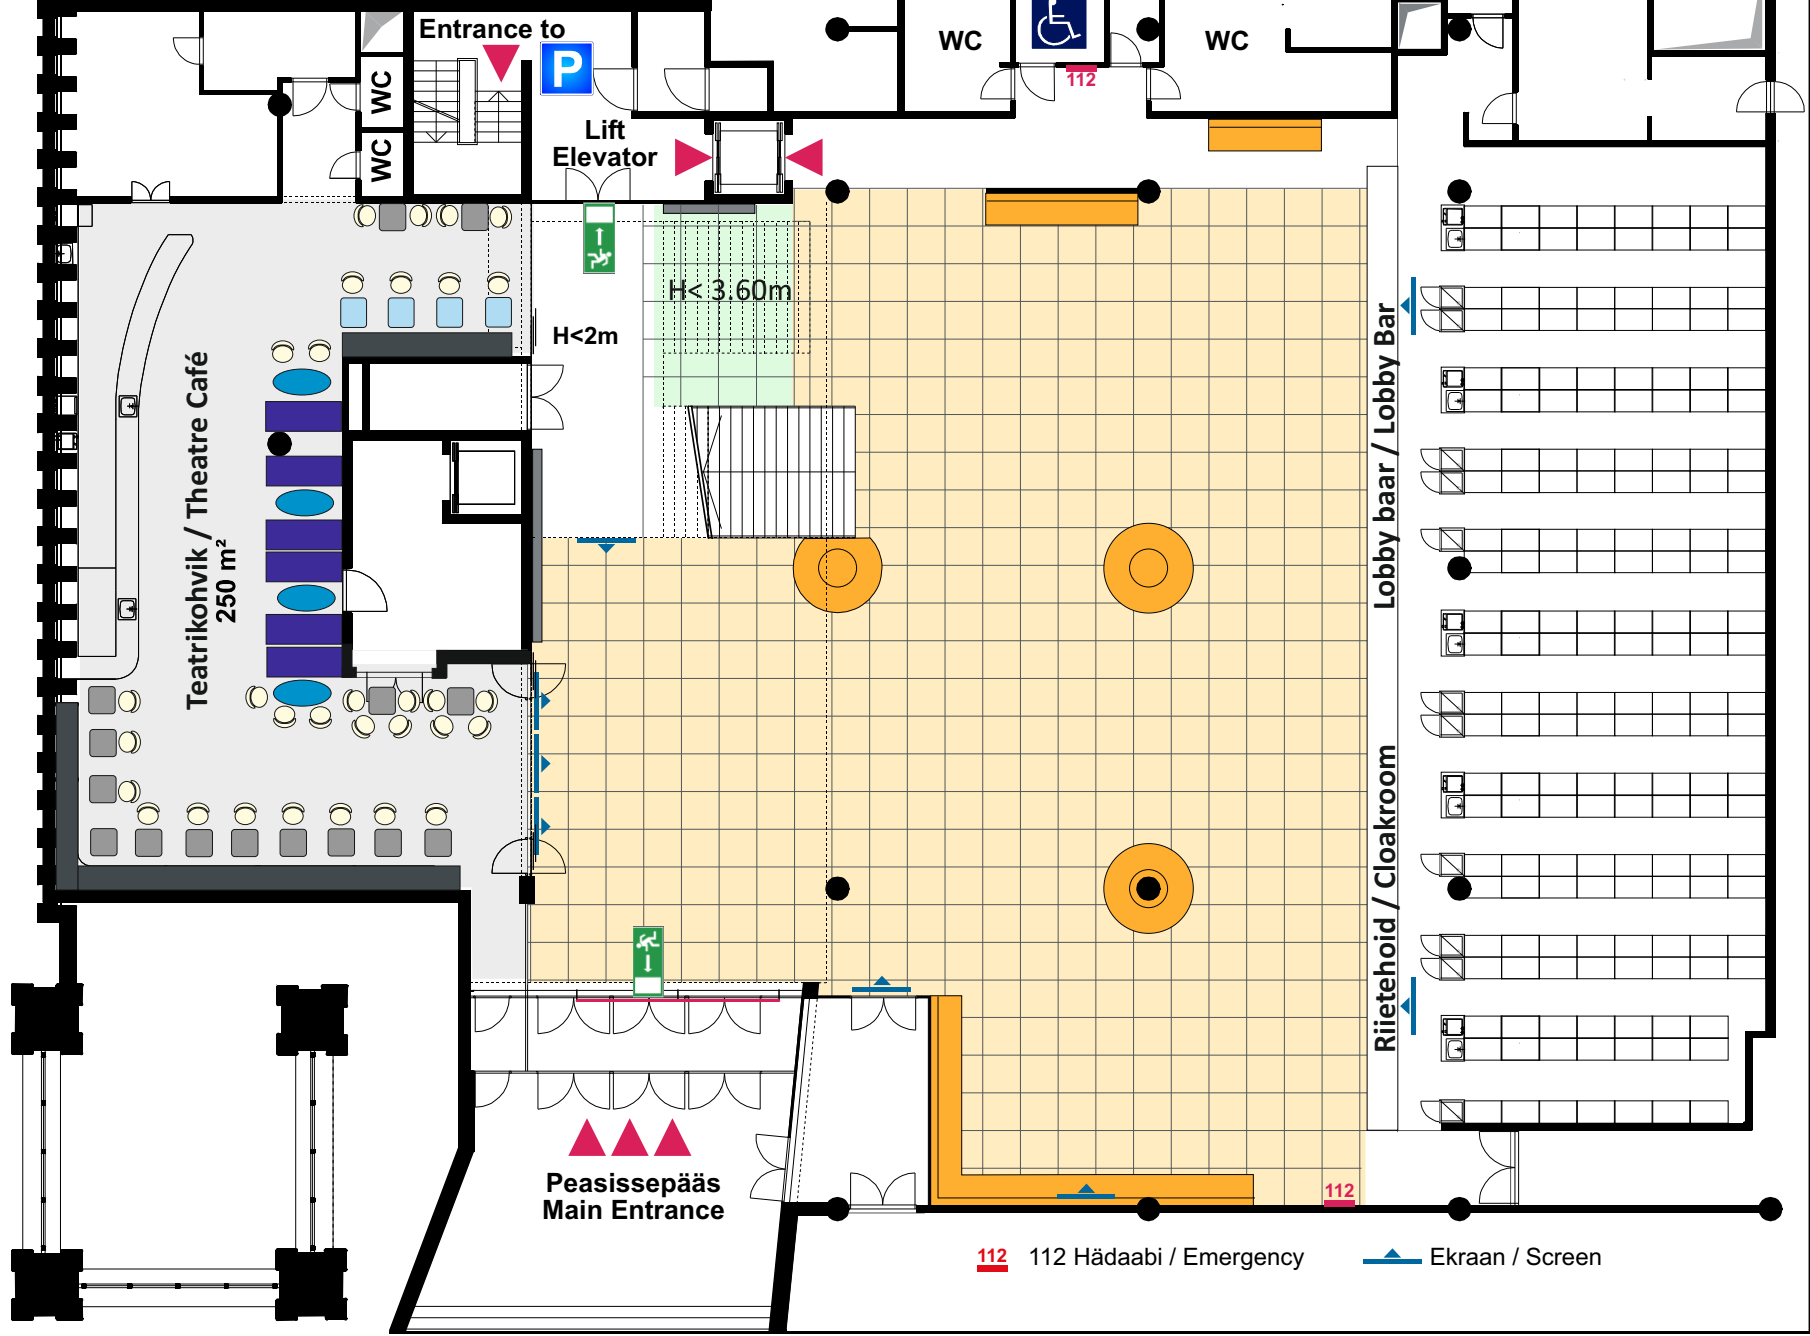 Entrance to
P
WC
WC
WC
WC
112
Lift
Elevator
H< 3.60m
H<2m
Teatrikohvik / Theatre Café
250 m²
Lobby baar / Lobby Bar
Riietehoid / Cloakroom
Peasissepääs
Main Entrance
112
112 112 Hädaabi / Emergency
Ekraan / Screen